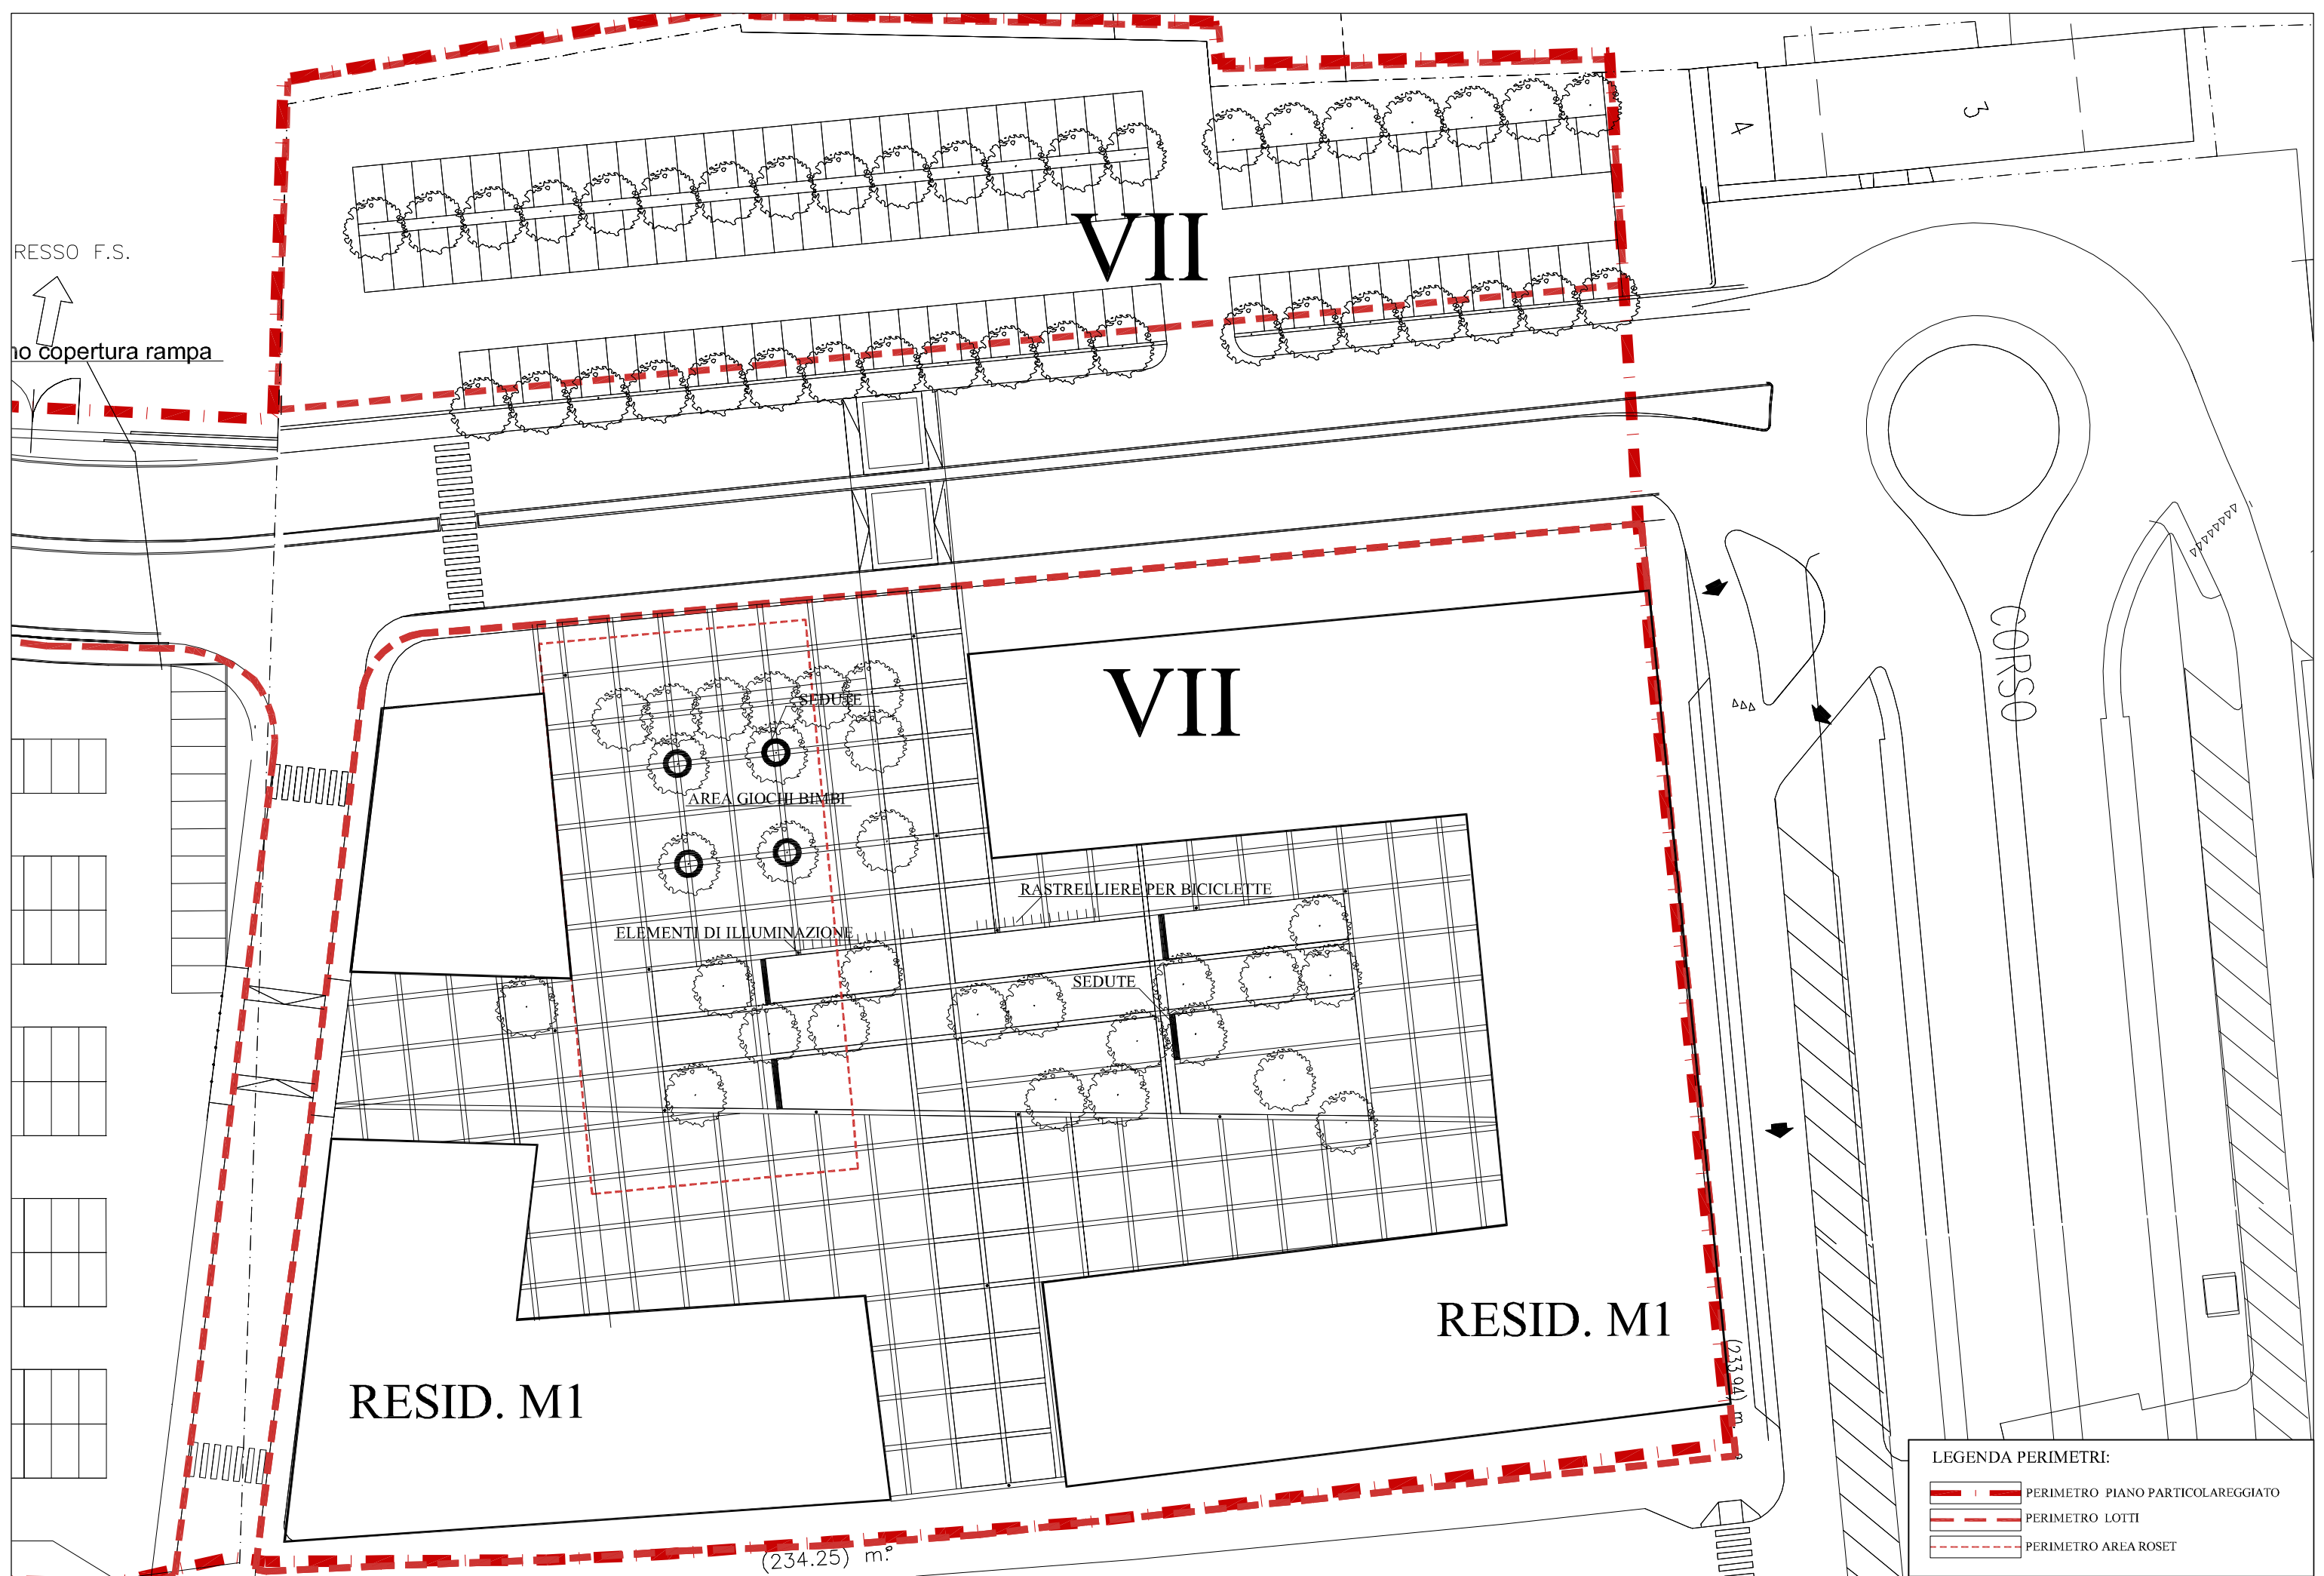 3
4
VII
RESSO F.S.
no copertura rampa
CORSO
VII
SEDUTE
AREA GIOCHI BIMBI
RASTRELLIERE PER BICICLETTE
ELEMENTI DI ILLUMINAZIONE
SEDUTE
RESID. M1
RESID. M1
(233.94) m
(234.25) m.
LEGENDA PERIMETRI:
PERIMETRO PIANO PARTICOLAREGGIATO
PERIMETRO LOTTI
PERIMETRO AREA ROSET